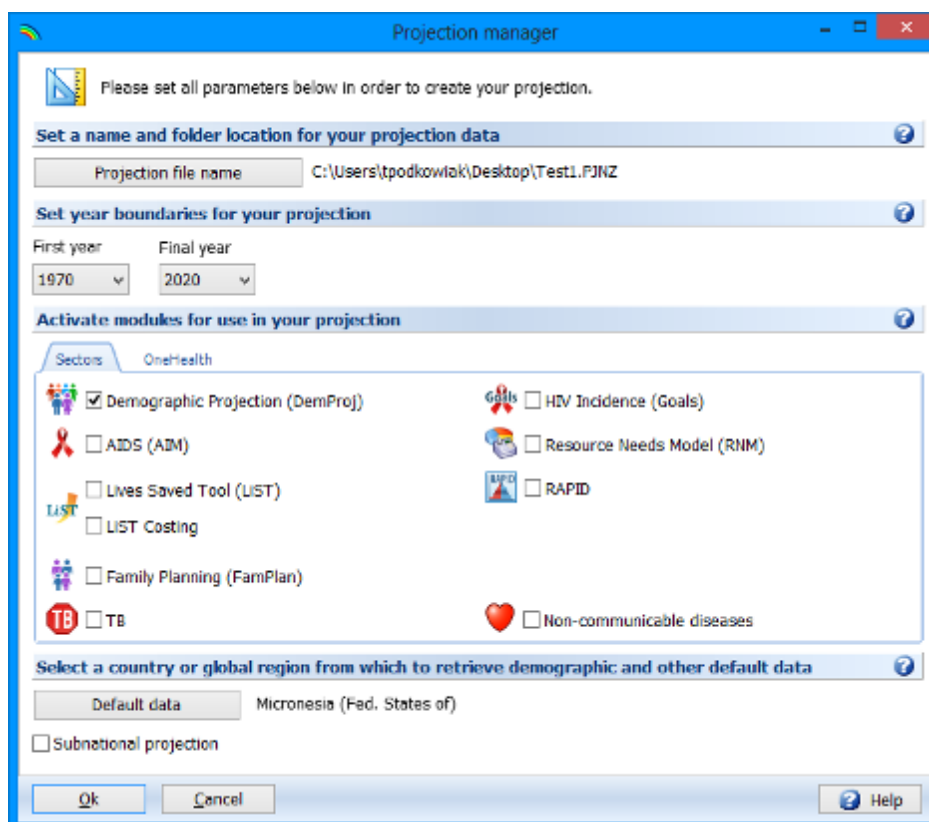 Projection manager
Please set all parameters below in order to create your projection.
Set a name and folder location for your projection data
Projection file name C:\Users\tpodkowiak\Desktop\Test1.PJNZ
Set year boundaries for your projection
First year Final year
1970 2020
Activate modules for use in your projection
Sectors OneHealth
Demographic Projection (DemProj) Goals HIV Incidence (Goals)
AIDS (AIM) Resource Needs Model (RNM)
Lives Saved Tool (LiST) RAPID RAPID
LiST
LiST Costing
Family Planning (FamPlan)
TB TB Non-communicable diseases
Select a country or global region from which to retrieve demographic and other default data
Default data Micronesia (Fed. States of)
Subnational projection
Ok Cancel Help